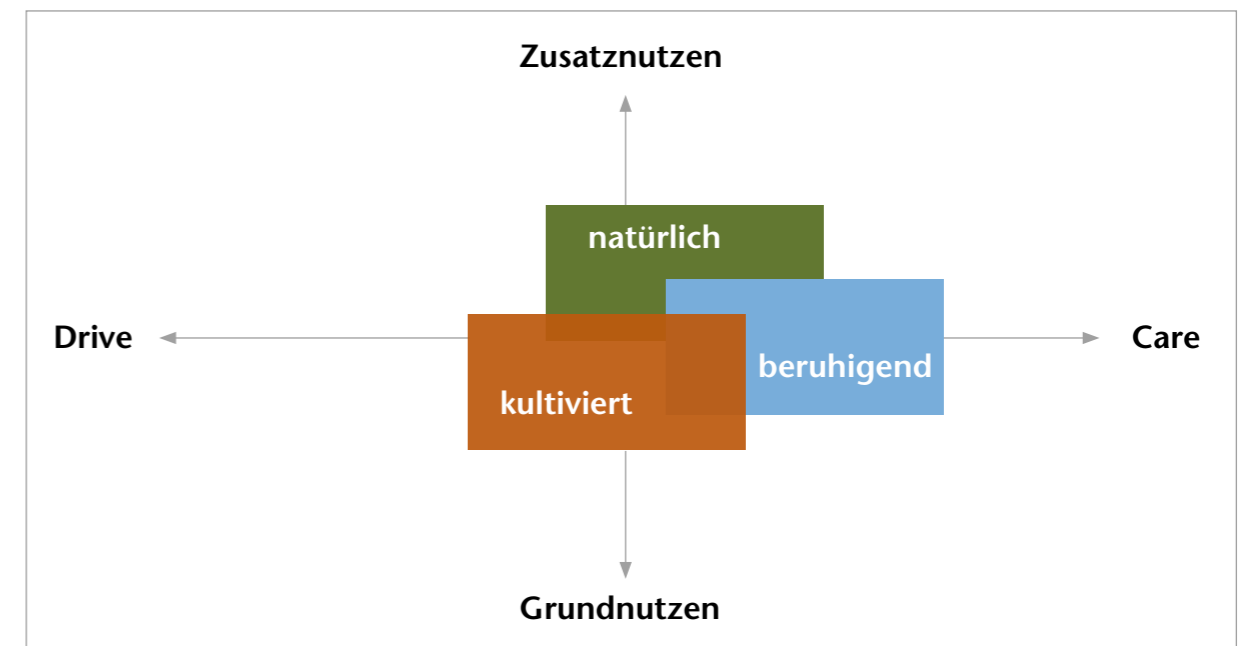 Zusatznutzen
natürlich
Drive
Care
beruhigend
kultiviert
Grundnutzen